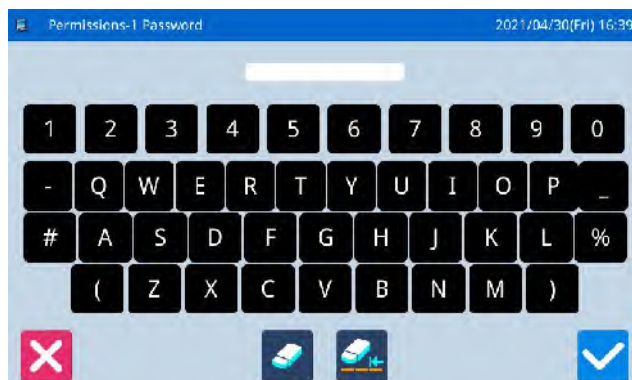 Permissions-1 Password 2021/04/30(Fri) 16:39
1 2 3 4 5 6 7 8 9 0
- Q W E R T Y U I O P _
# A S D F G H J K L %
( Z X C V B N M )